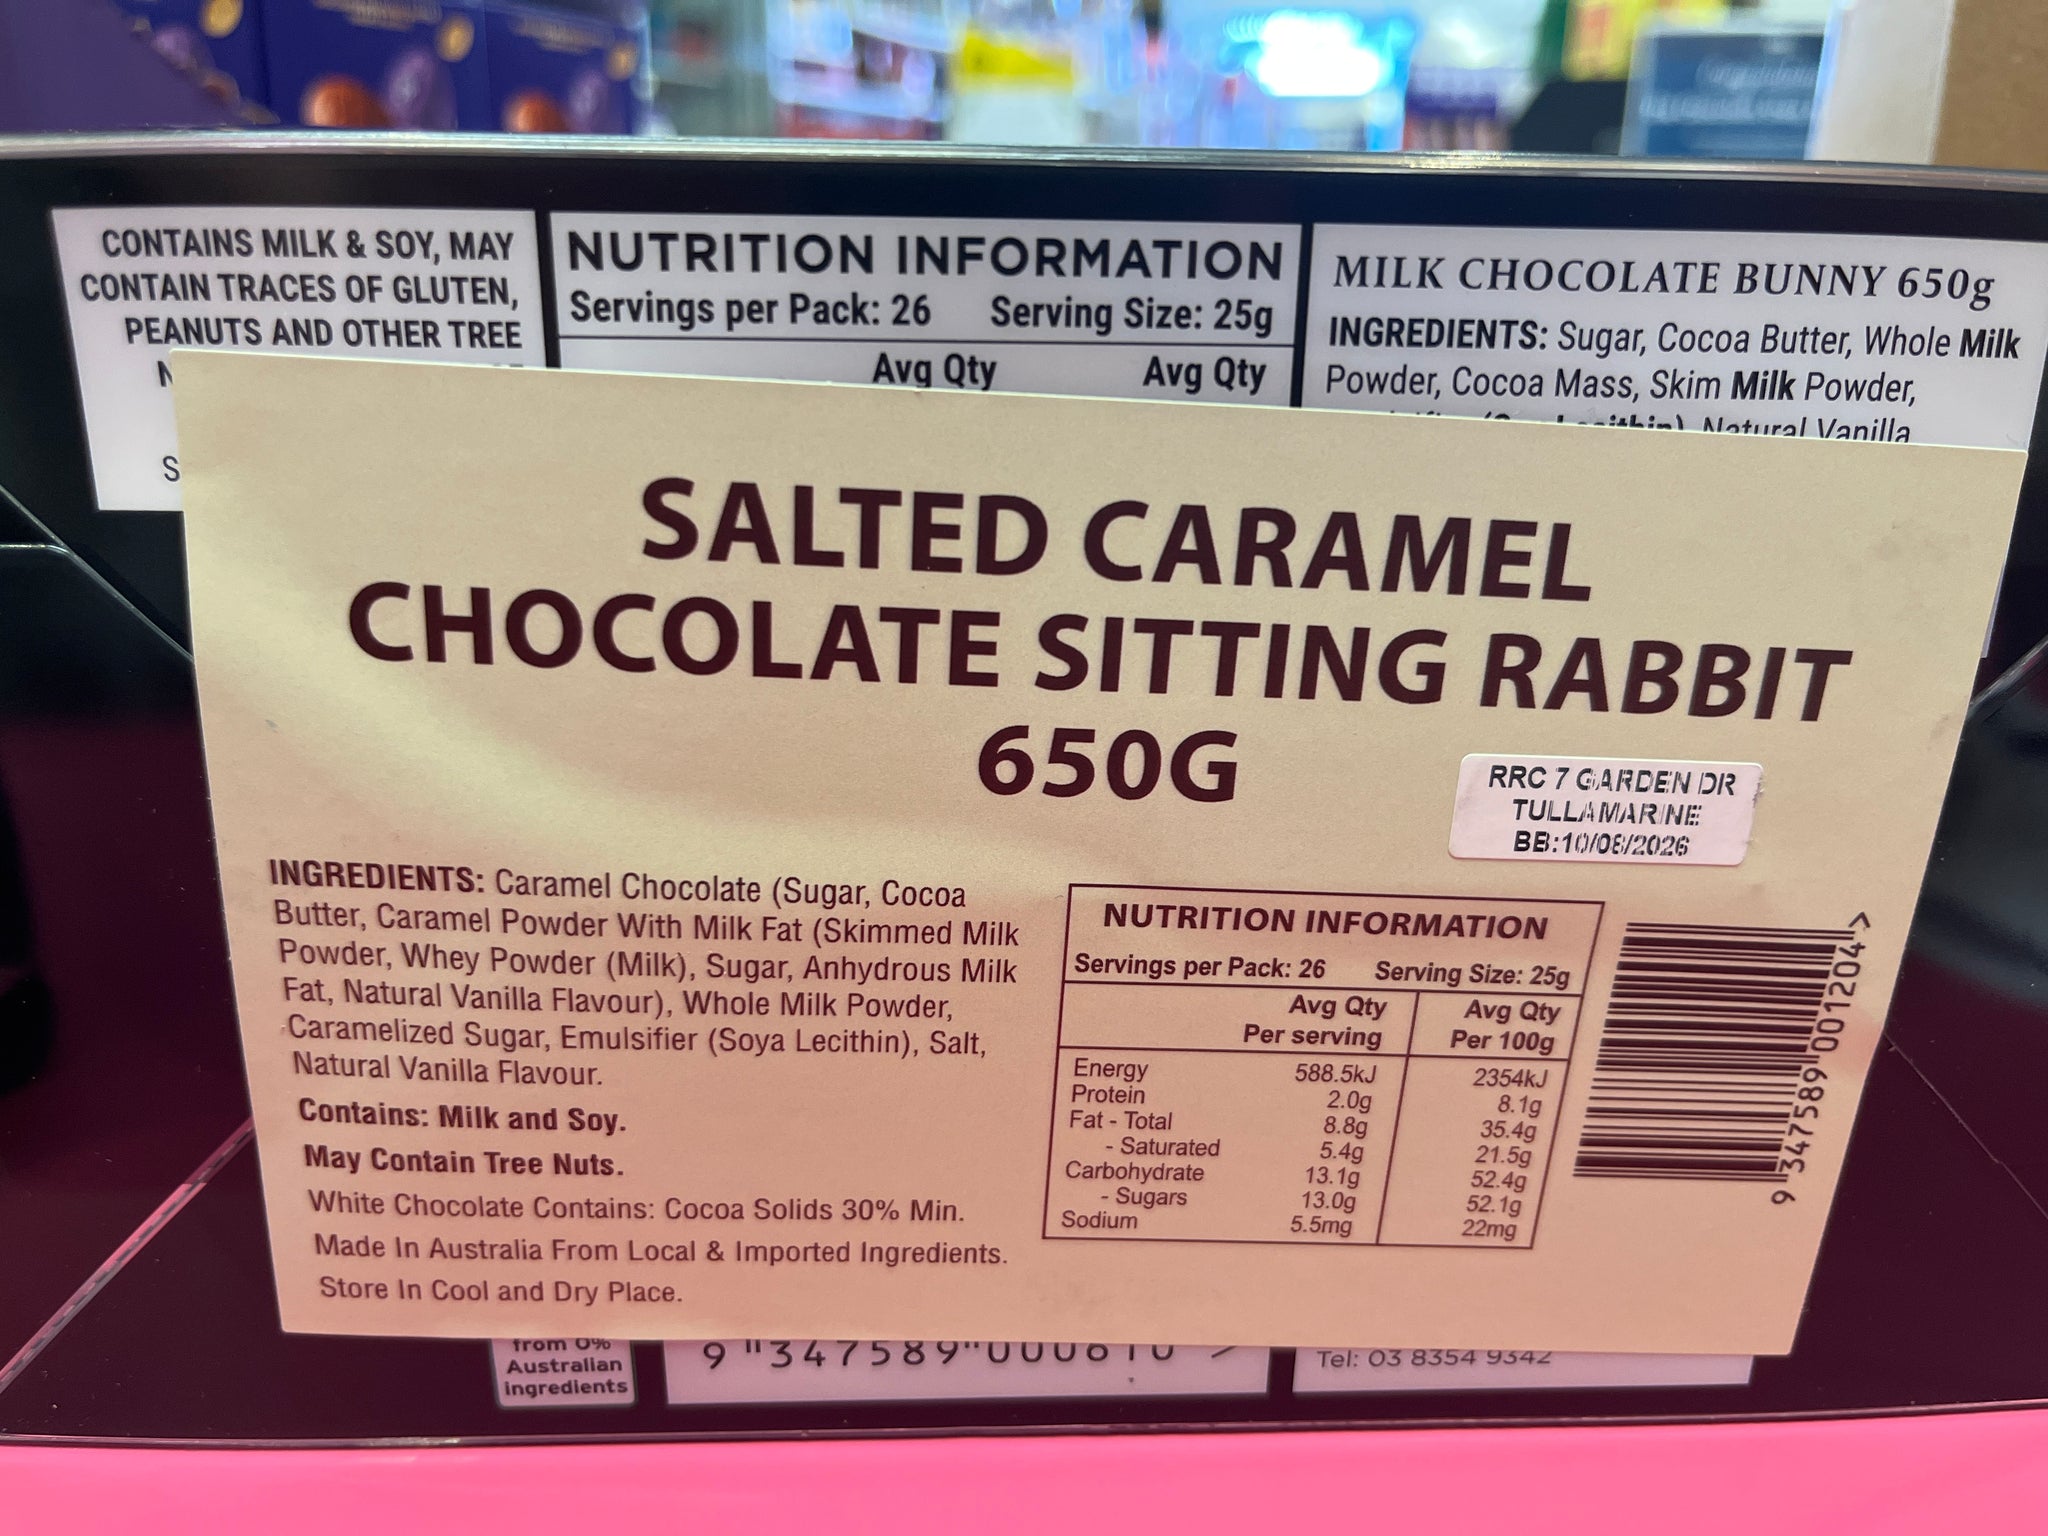 CONTAINS MILK & SOY, MAY
CONTAIN TRACES OF GLUTEN,
PEANUTS AND OTHER TREE
NUTRITION INFORMATION
Servings per Pack: 26 Serving Size: 25g
Avg Qty Avg Qty
MILK CHOCOLATE BUNNY 650g
INGREDIENTS: Sugar, Cocoa Butter, Whole Milk
Powder, Cocoa Mass, Skim Milk Powder,
Natural Vanilla
SALTED CARAMEL
CHOCOLATE SITTING RABBIT
650G
RRC 7 GARDEN DR
TULLAMARINE
BB:10/08/2026
INGREDIENTS: Caramel Chocolate (Sugar, Cocoa
Butter, Caramel Powder With Milk Fat (Skimmed Milk
Powder, Whey Powder (Milk), Sugar, Anhydrous Milk
Fat, Natural Vanilla Flavour), Whole Milk Powder,
Caramelized Sugar, Emulsifier (Soya Lecithin), Salt,
Natural Vanilla Flavour.
Contains: Milk and Soy.
May Contain Tree Nuts.
White Chocolate Contains: Cocoa Solids 30% Min.
Made In Australia From Local & Imported Ingredients.
Store In Cool and Dry Place.
NUTRITION INFORMATION
Servings per Pack: 26 Serving Size: 25g
Avg Qty Avg Qty
Per serving Per 100g
Energy 588.5kJ 2354kJ
Protein 2.0g 8.1g
Fat - Total 8.8g 35.4g
- Saturated 5.4g 21.5g
Carbohydrate 13.1g 52.4g
- Sugars 13.0g 52.1g
Sodium 5.5mg 22mg
9 347589 001204 >
from 0%
Australian
ingredients
9 347589 000610 >
Tel: 03 8354 9342